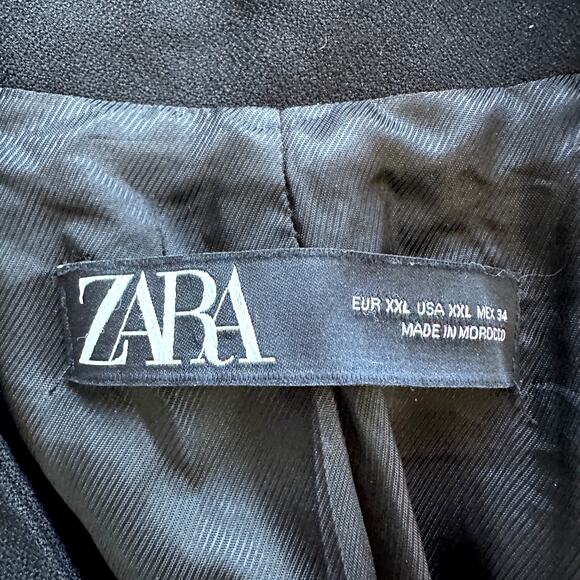 ZARA
EUR XXL USA XXL MEX 34
MADE IN MOROCCO